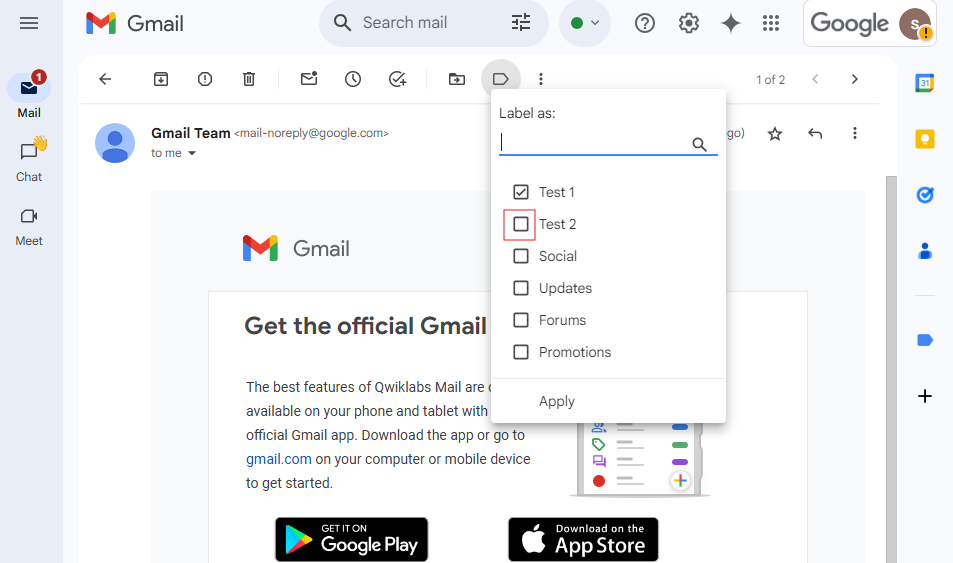 Gmail
Search mail
Google
s
!
1
Mail
Chat
Meet
1 of 2
Gmail Team <mail-noreply@google.com>
go)
to me
Label as:
Test 1
Test 2
Social
Updates
Forums
Promotions
Apply
Gmail
Get the official Gmail
The best features of Qwiklabs Mail are
available on your phone and tablet with
official Gmail app. Download the app or go to
gmail.com on your computer or mobile device
to get started.
GET IT ON
Google Play
Download on the
App Store
31